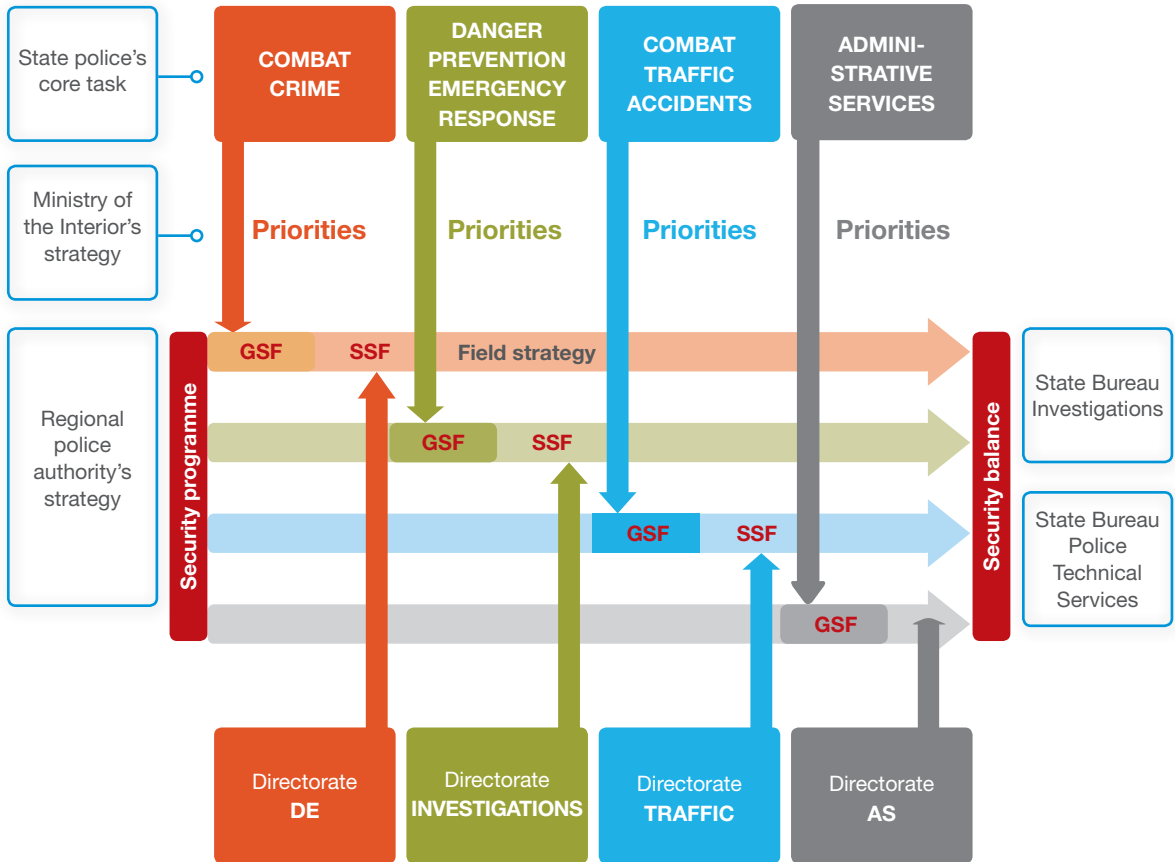 State police's
core task
COMBAT
CRIME
DANGER
PREVENTION
EMERGENCY
RESPONSE
COMBAT
TRAFFIC
ACCIDENTS
ADMINI-
STRATIVE
SERVICES
Ministry of
the Interior's
strategy
Priorities
Priorities
Priorities
Priorities
Regional
police
authority's
strategy
Security programme
GSF
SSF
Field strategy
GSF
SSF
GSF
SSF
GSF
Security balance
State Bureau
Investigations
State Bureau
Police
Technical
Services
Directorate
DE
Directorate
INVESTIGATIONS
Directorate
TRAFFIC
Directorate
AS